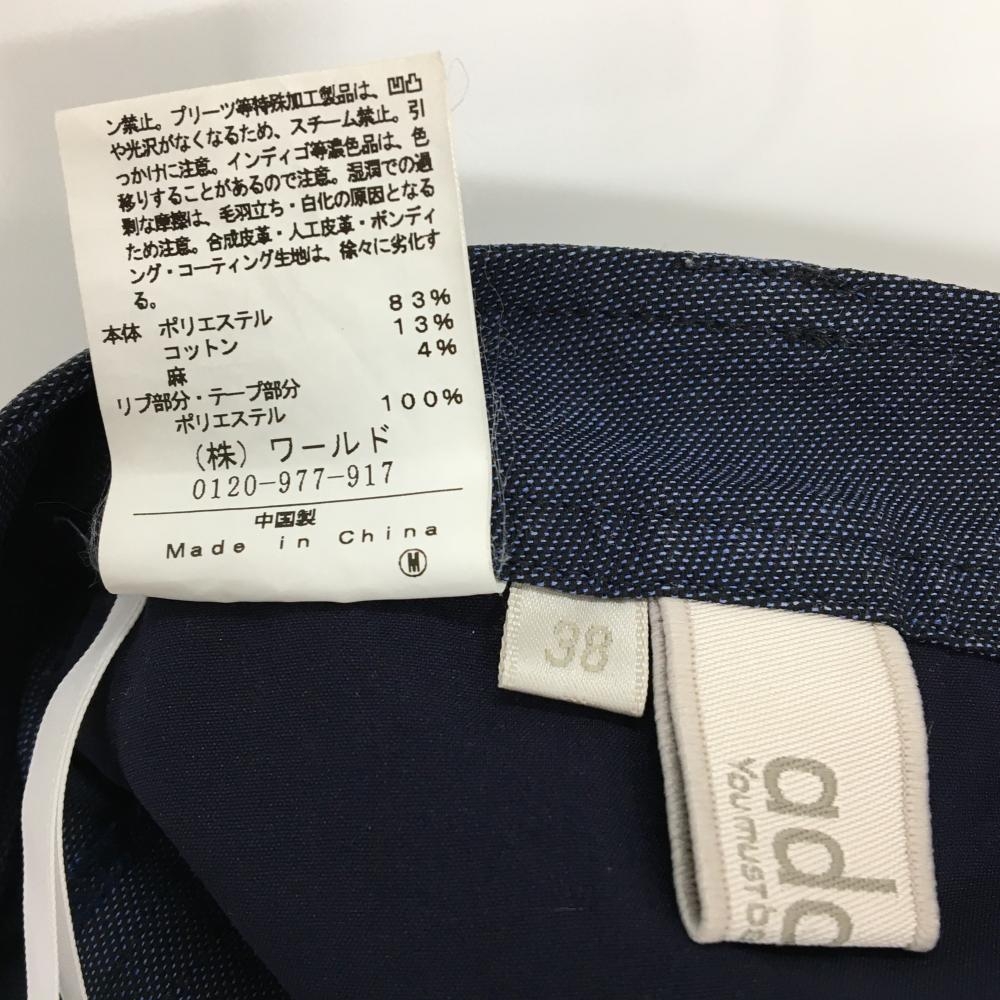 ン禁止。プリーツ等特殊加工製品は、凹凸
や光沢がなくなるため、スチーム禁止。引
っかけに注意。インディゴ等濃色品は、色
移りすることがあるので注意。湿潤での過
剰な摩擦は、毛羽立ち・白化の原因となる
ため注意。合成皮革・人工皮革・ボンディ
ング・コーティング生地は、徐々に劣化す
る。
本体 ポリエステル 83%
コットン 13%
麻 4%
リブ部分・テープ部分
ポリエステル 100%
(株) ワールド
0120-977-917
中国製
Made in China
M
38
ad
You must b